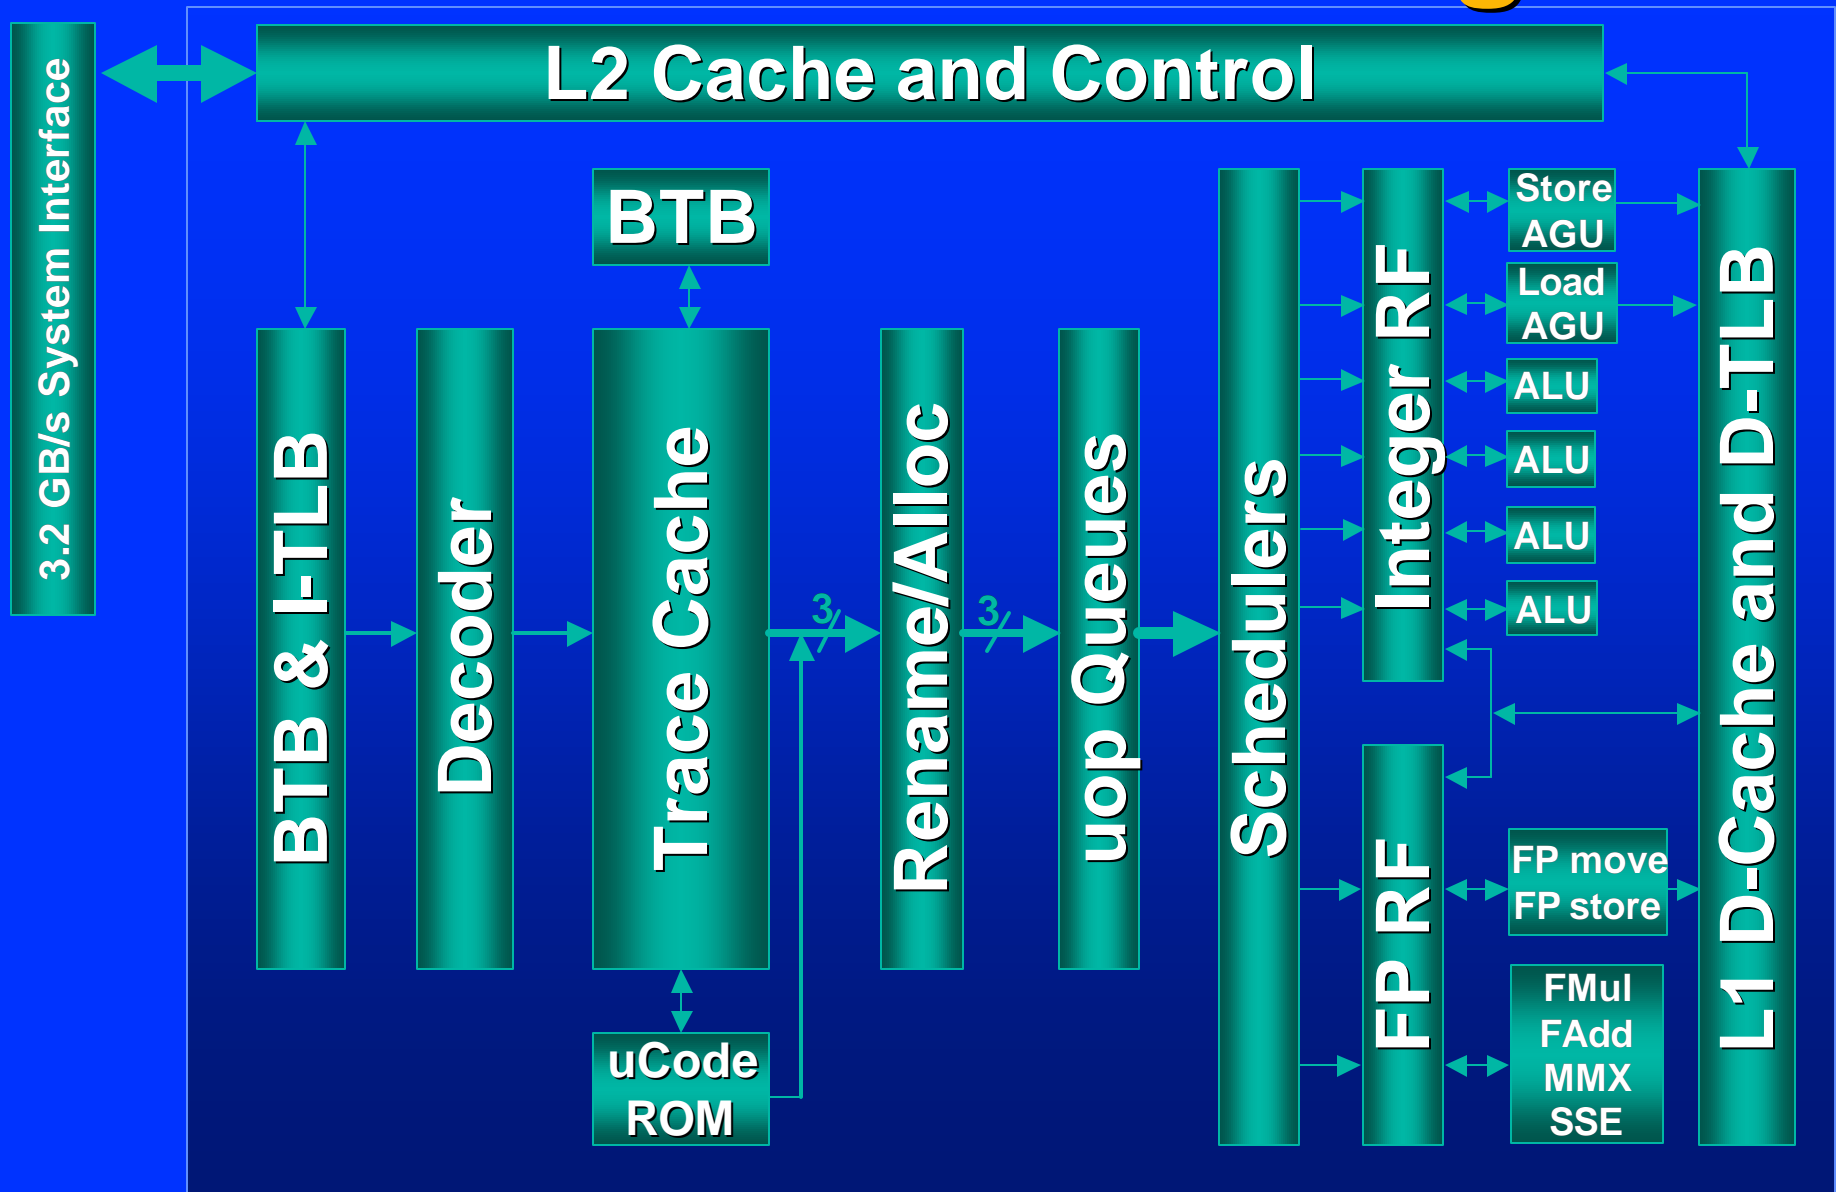 3.2 GB/s System Interface
L2 Cache and Control
BTB
BTB & I-TLB
Decoder
Trace Cache
3
Rename/Alloc
3
uop Queues
Schedulers
Integer RF
FP RF
Store
AGU
Load
AGU
ALU
ALU
ALU
ALU
FP move
FP store
FMul
FAdd
MMX
SSE
L1 D-Cache and D-TLB
uCode
ROM